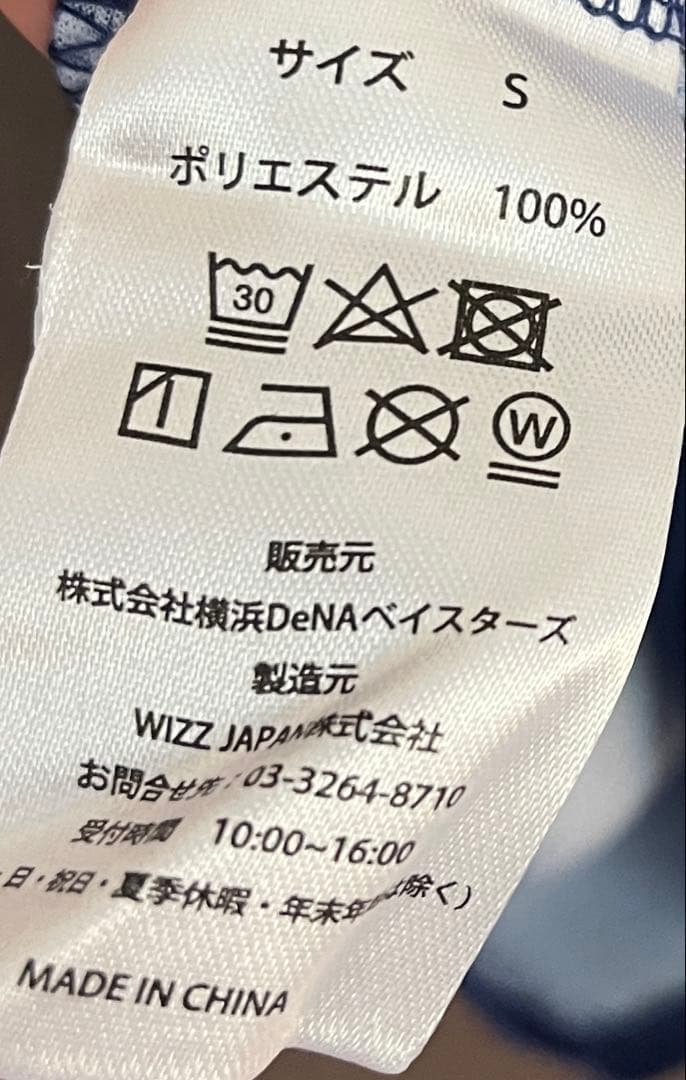 サイズ S
ポリエステル 100%
30
W
販売元
株式会社横浜DeNAベイスターズ
製造元
WIZZ JAPAN株式会社
お問合せ先:03-3264-8710
受付時間 10:00~16:00
日・祝日・夏季休暇・年末年 は除く)
MADE IN CHINA